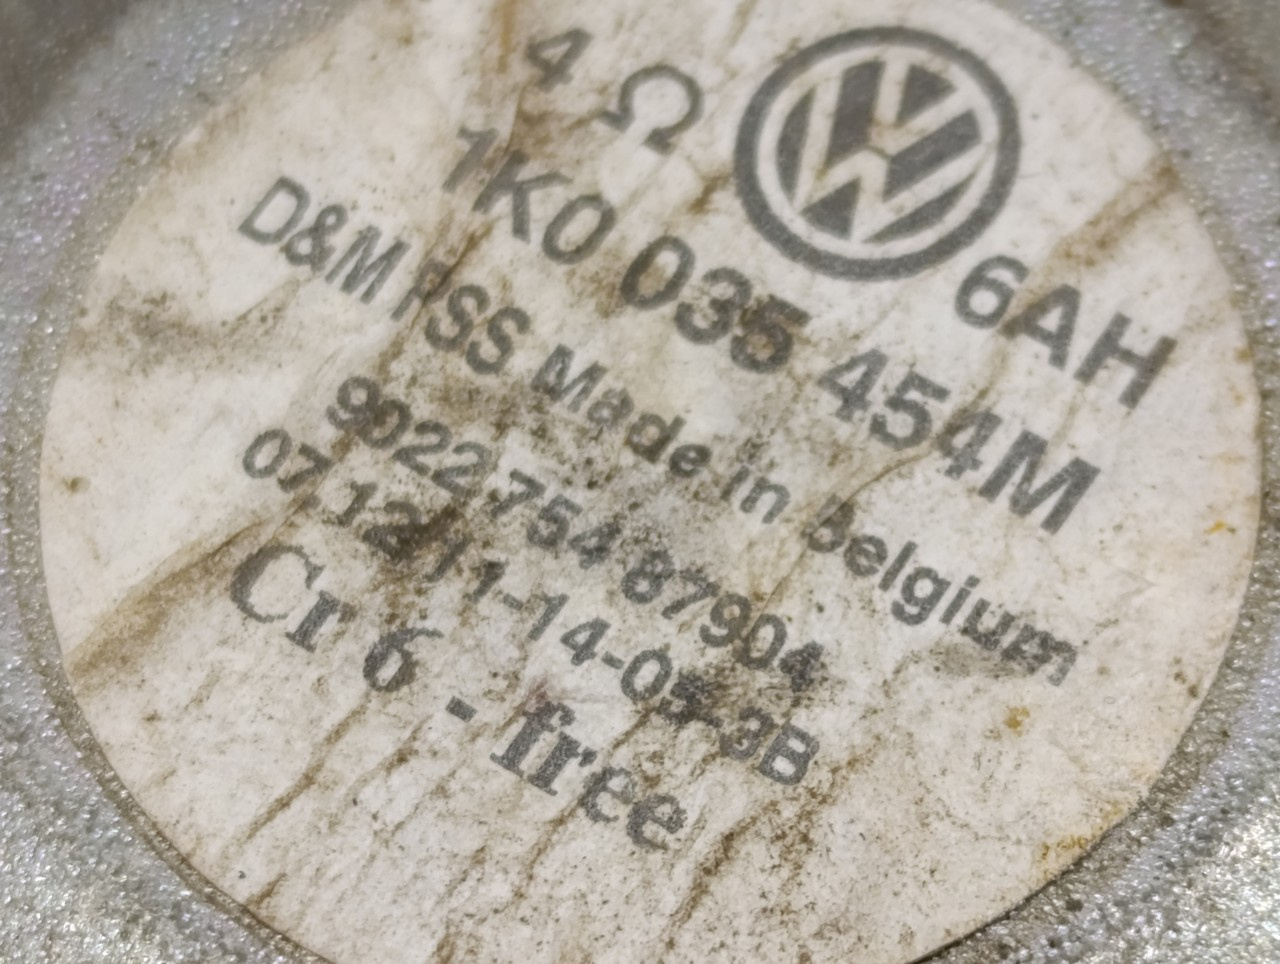 4 Ω
6AH
1K0 035 454M
D&M PSS Made in Belgium
9022 754 87904
07.12.11-14-05-3B
Cr 6 - free